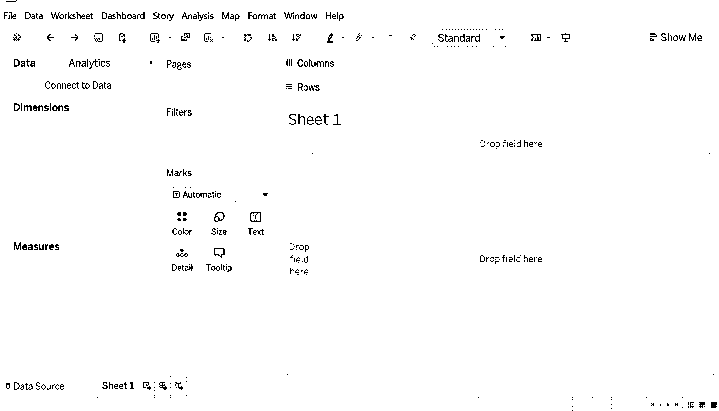 File Data Worksheet Dashboard Story Analysis Map Format Window Help
Standard
Show Me
Data Analytics
Connect to Data
Dimensions
Measures
Pages
Filters
Marks
Automatic
Color Size Text
Detail Tooltip
Columns
Rows
Sheet 1
Drop field here
Drop
field
here
Drop field here
Data Source Sheet 1